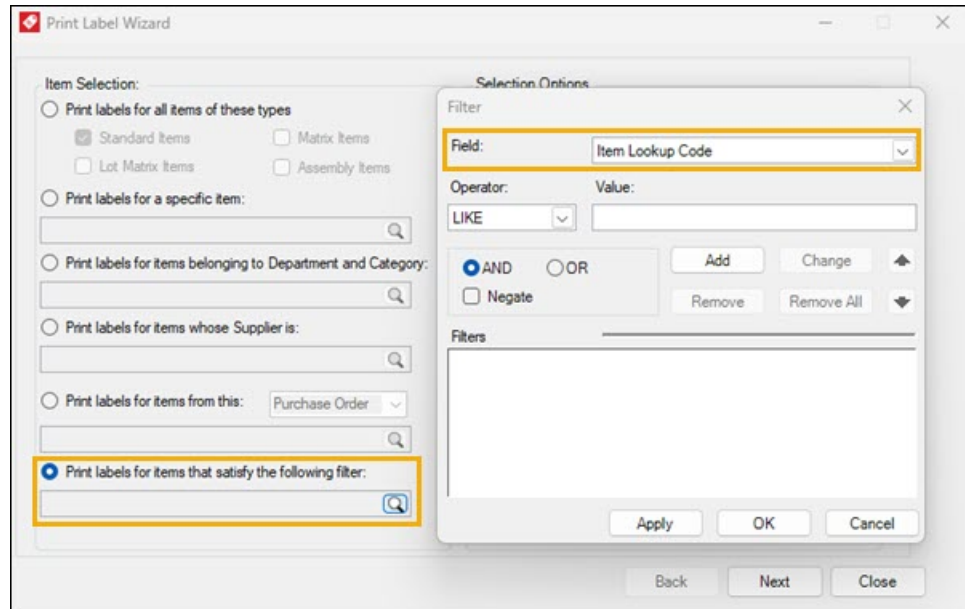 Print Label Wizard
Item Selection:
Print labels for all items of these types
Standard Items
Matrix Items
Lot Matrix Items
Assembly Items
Print labels for a specific item:
Print labels for items belonging to Department and Category:
Print labels for items whose Supplier is:
Print labels for items from this:
Purchase Order
Print labels for items that satisfy the following filter:
Selection Options
Filter
Field:
Item Lookup Code
Operator:
Value:
LIKE
AND
OR
Negate
Add
Change
Remove
Remove All
Filters
Apply
OK
Cancel
Back
Next
Close